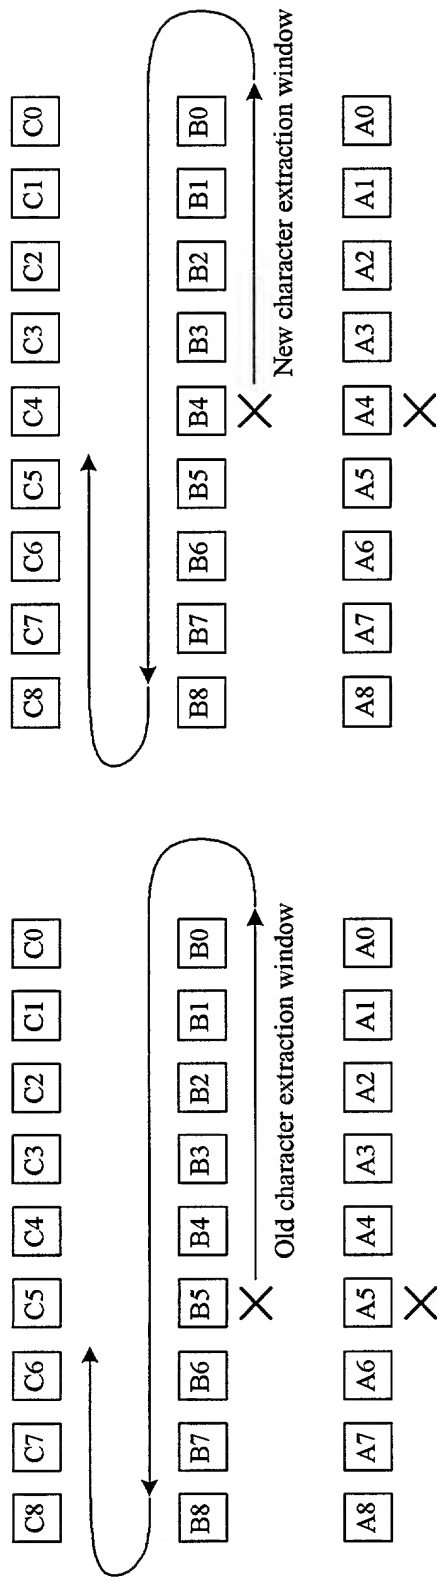 C8 C7 C6 C5 C4 C3 C2 C1 C0
B8 B7 B6 B5 B4 B3 B2 B1 B0
Old character extraction window
A8 A7 A6 A5 A4 A3 A2 A1 A0
C8 C7 C6 C5 C4 C3 C2 C1 C0
B8 B7 B6 B5 B4 B3 B2 B1 B0
New character extraction window
A8 A7 A6 A5 A4 A3 A2 A1 A0